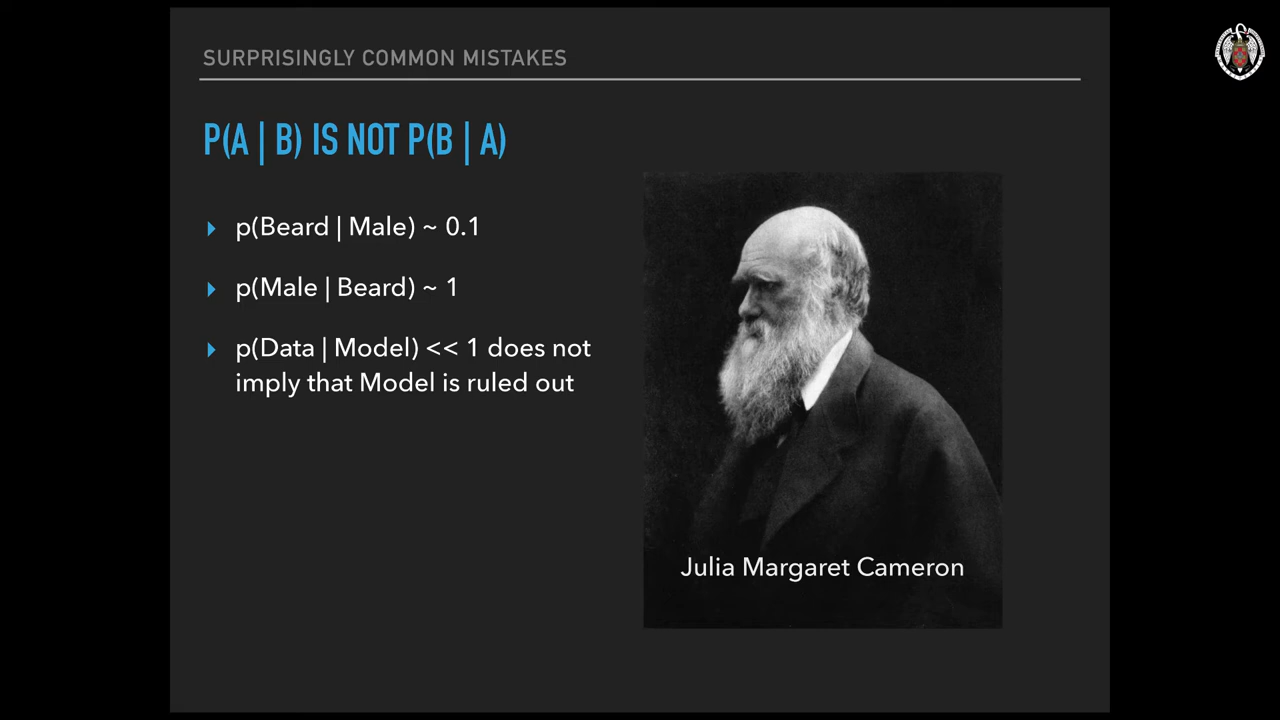 SURPRISINGLY COMMON MISTAKES
P(A | B) IS NOT P(B | A)
p(Beard | Male) ~ 0.1
p(Male | Beard) ~ 1
p(Data | Model) << 1 does not
imply that Model is ruled out
Julia Margaret Cameron